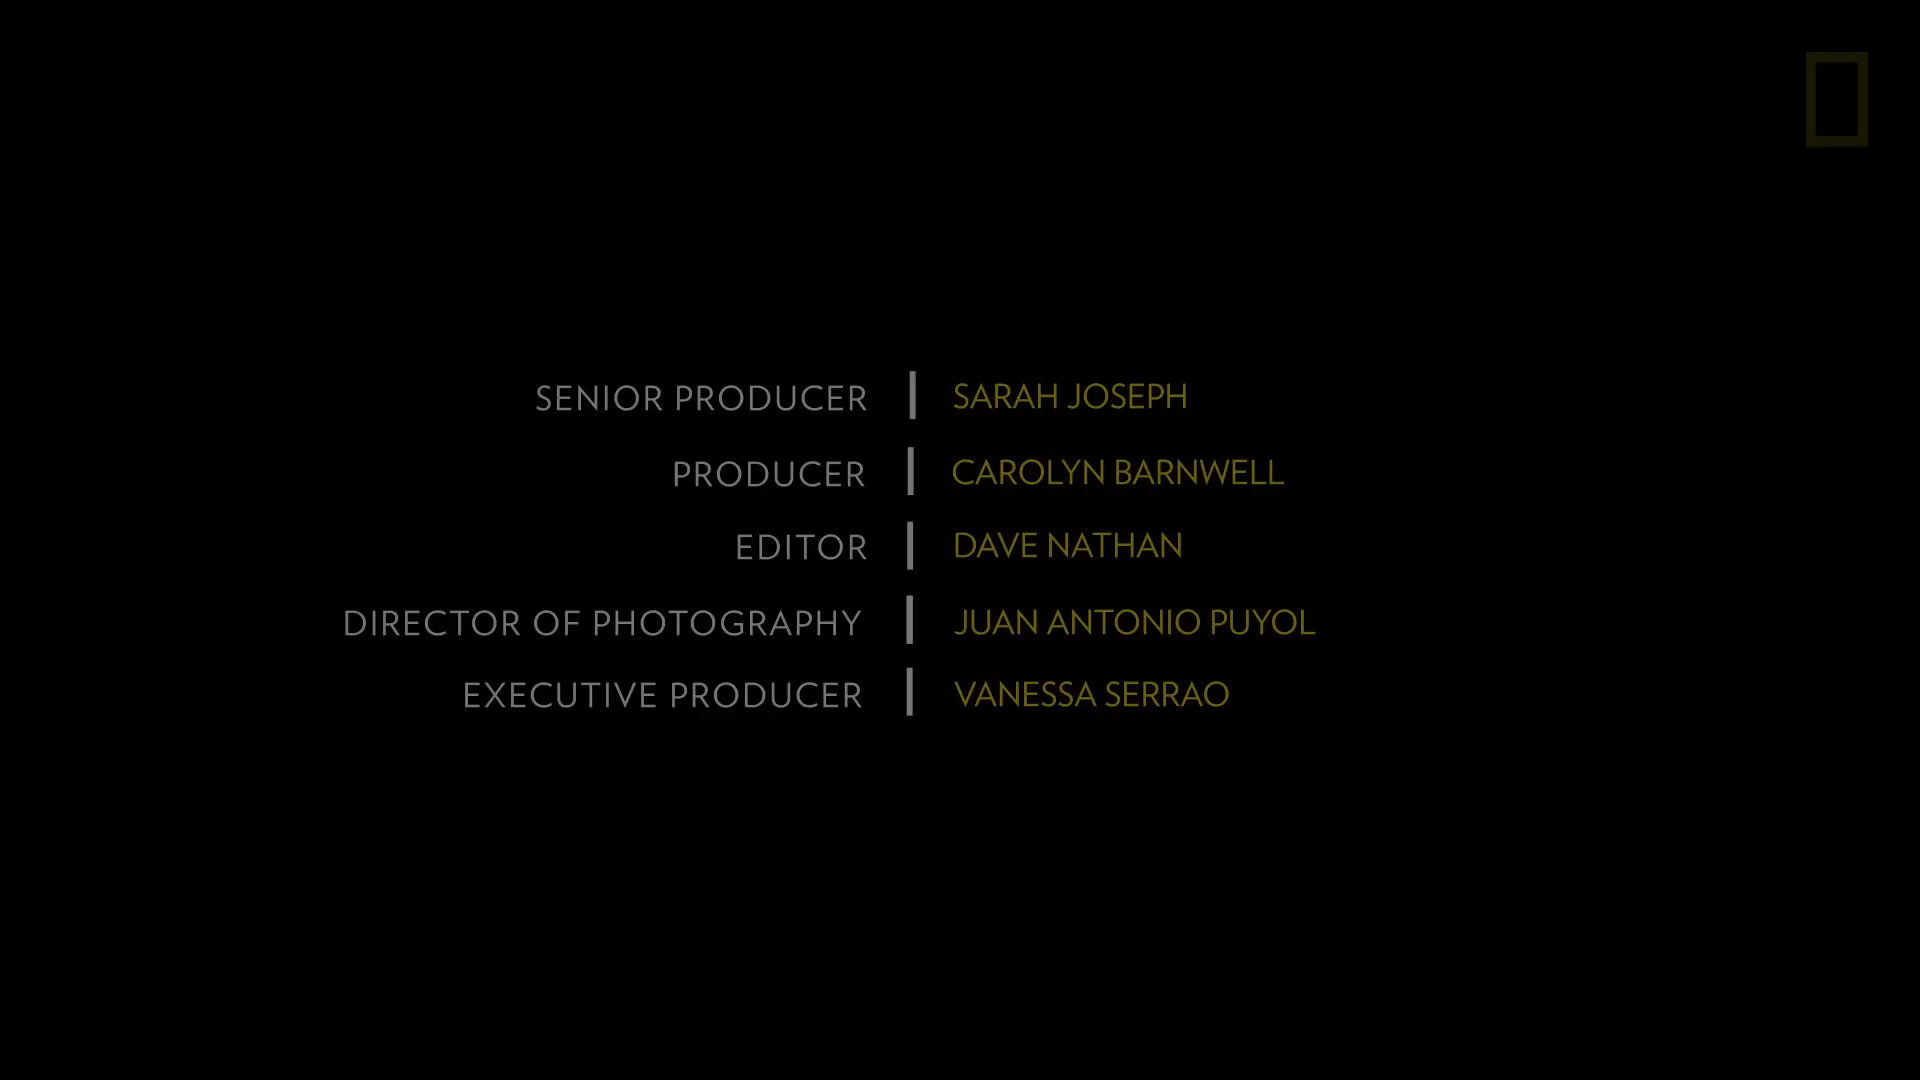 SENIOR PRODUCER | SARAH JOSEPH
PRODUCER | CAROLYN BARNWELL
EDITOR | DAVE NATHAN
DIRECTOR OF PHOTOGRAPHY | JUAN ANTONIO PUYOL
EXECUTIVE PRODUCER | VANESSA SERRAO